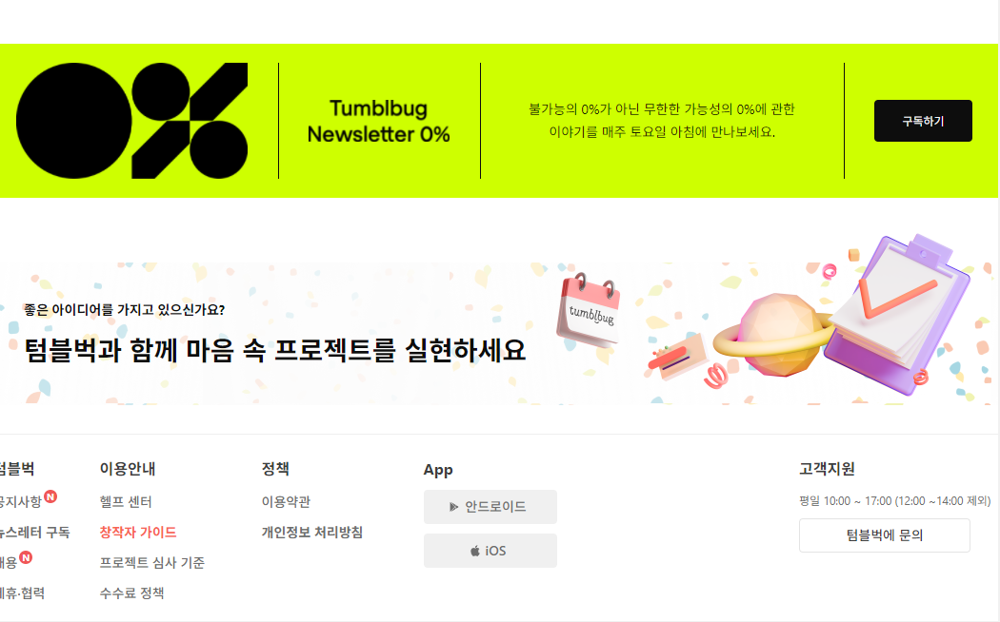 0%
Tumblbug
Newsletter 0%
불가능의 0%가 아닌 무한한 가능성의 0%에 관한
이야기를 매주 토요일 아침에 만나보세요.
구독하기
좋은 아이디어를 가지고 있으신가요?
텀블벅과 함께 마음 속 프로젝트를 실현하세요
tumblbug
텀블벅
공지사항 N
뉴스레터 구독
채용 N
제휴·협력
이용안내
헬프 센터
창작자 가이드
프로젝트 심사 기준
수수료 정책
정책
이용약관
개인정보 처리방침
App
안드로이드
iOS
고객지원
평일 10:00 ~ 17:00 (12:00 ~14:00 제외)
텀블벅에 문의